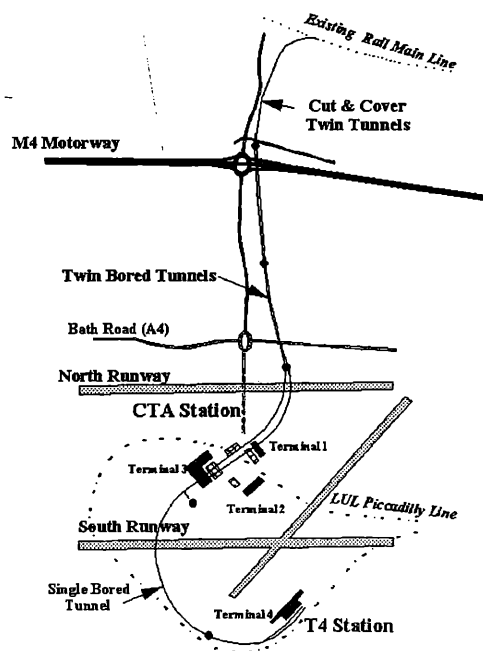 Existing Rail Main Line
Cut & Cover
Twin Tunnels
M4 Motorway
Twin Bored Tunnels
Bath Road (A4)
North Runway
CTA Station
Terminal 1
Terminal 3
Terminal 2
LUL Piccadilly Line
South Runway
Single Bored
Tunnel
Terminal 4
T4 Station